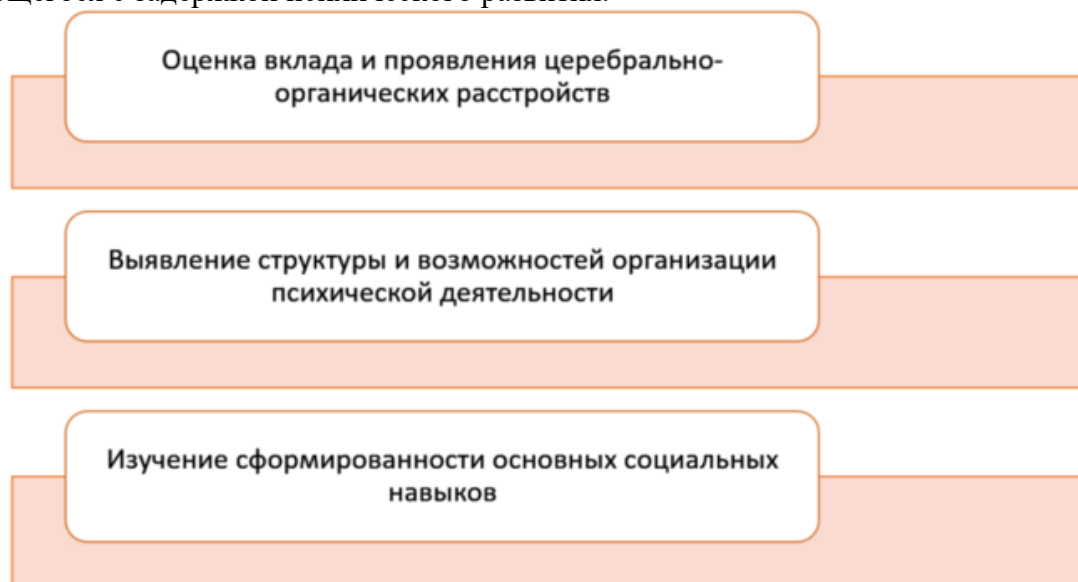 Оценка вклада и проявления церебрально-
органических расстройств
Выявление структуры и возможностей организации
психической деятельности
Изучение сформированности основных социальных
навыков